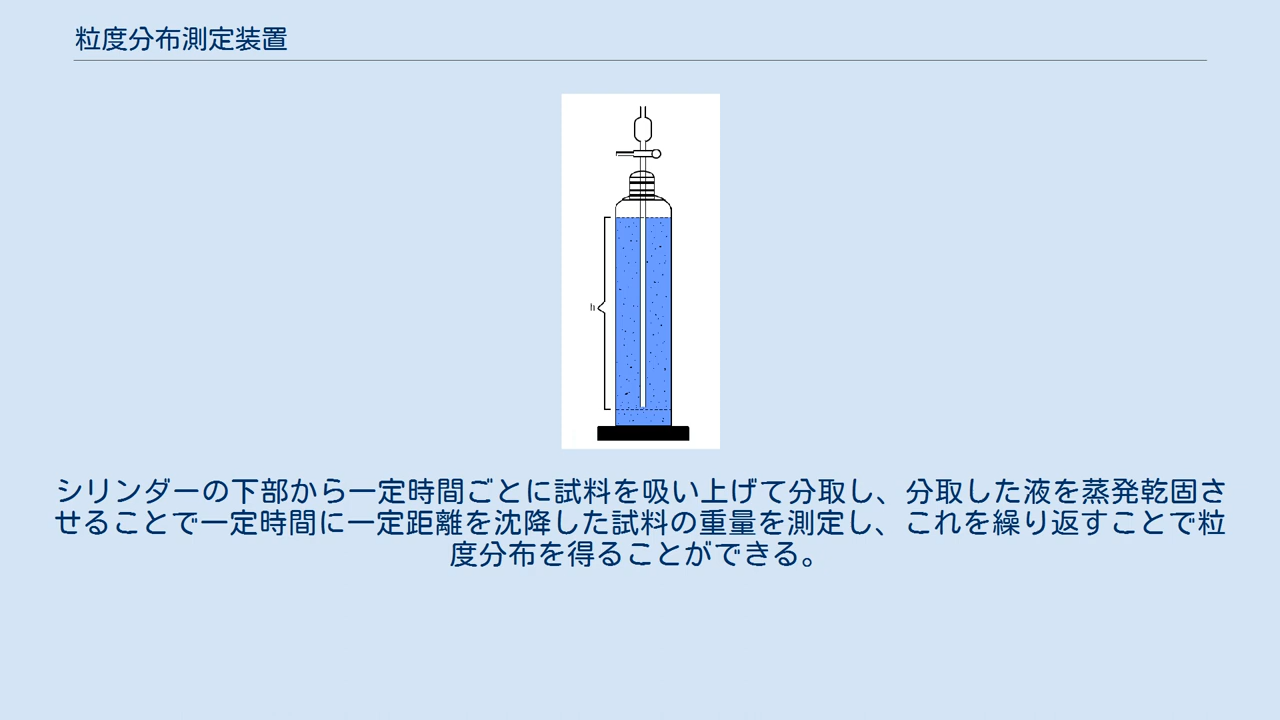 粒度分布測定装置
h
シリンダーの下部から一定時間ごとに試料を吸い上げて分取し、分取した液を蒸発乾固さ
せることで一定時間に一定距離を沈降した試料の重量を測定し、これを繰り返すことで粒
度分布を得ることができる。